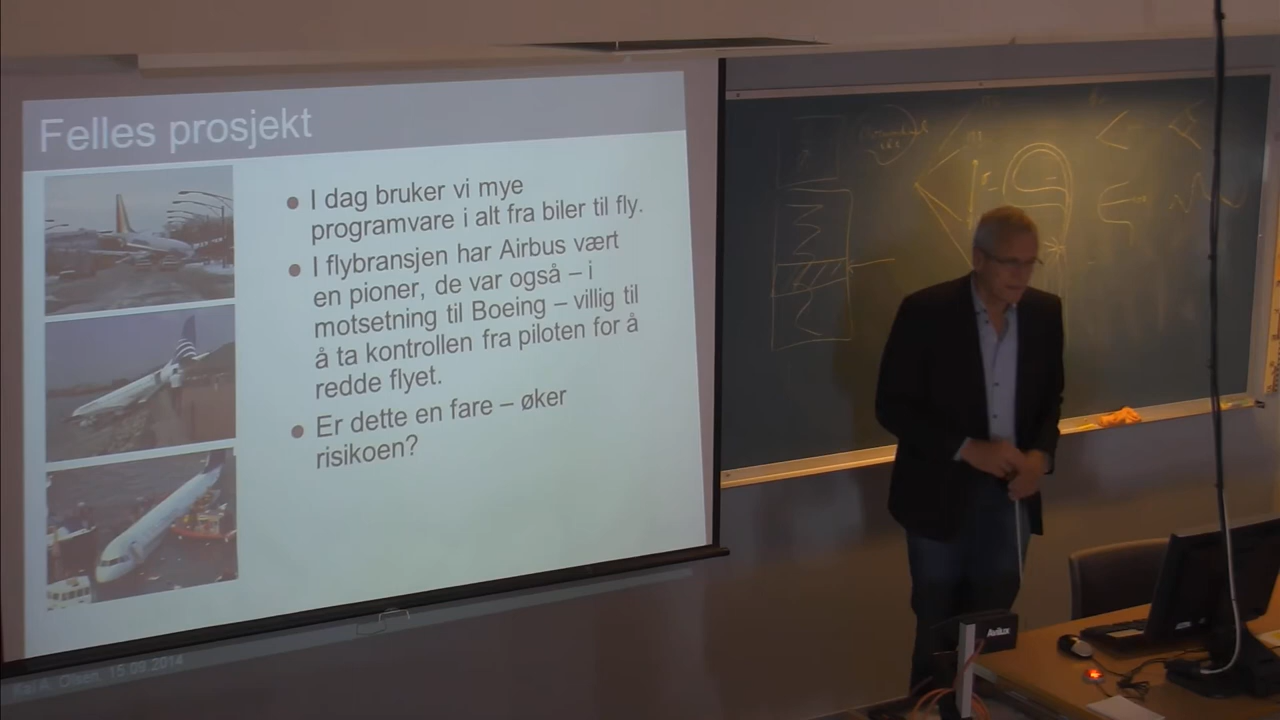 Felles prosjekt
I dag bruker vi mye
programvare i alt fra biler til fly.
I flybransjen har Airbus vært
en pioner, de var også – i
motsetning til Boeing – villig til
å ta kontrollen fra piloten for å
redde flyet.
Er dette en fare – øker
risikoen?
Kai A. Olsen, 15.09.2014